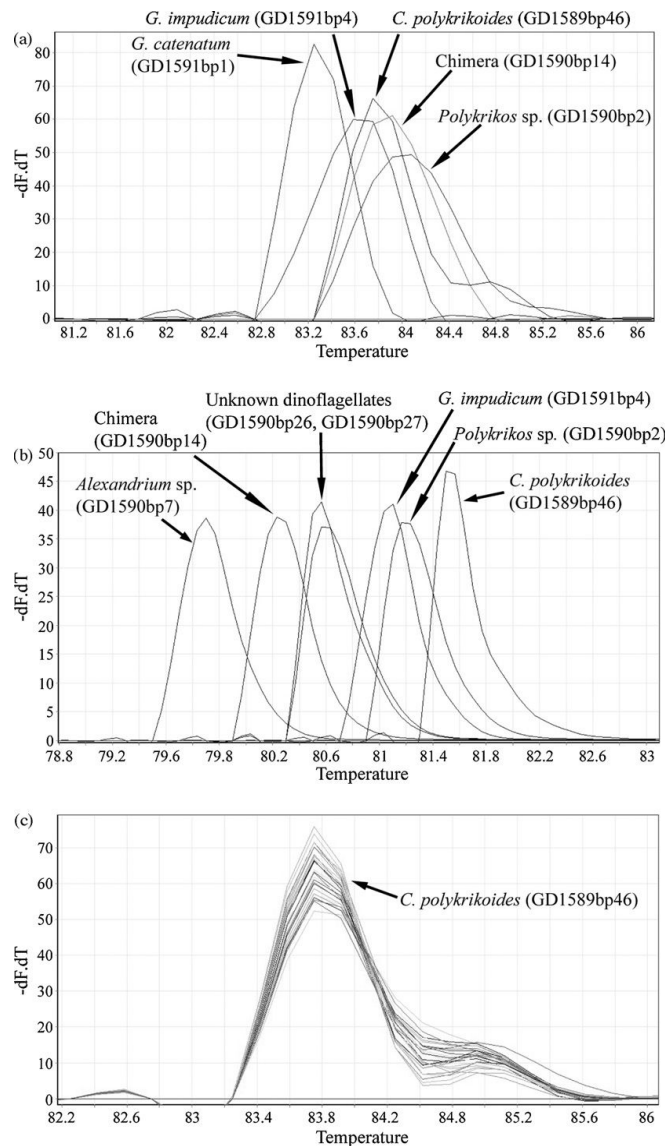 (a)
G. impudicum (GD1591bp4)
C. polykrikoides (GD1589bp46)
G. catenatum
(GD1591bp1)
Chimera (GD1590bp14)
Polykrikos sp. (GD1590bp2)
-dF.dT
80
70
60
50
40
30
20
10
0
81.2 81.6 82 82.4 82.8 83.2 83.6 84 84.4 84.8 85.2 85.6 86
Temperature
(b)
Unknown dinoflagellates
(GD1590bp26, GD1590bp27)
G. impudicum (GD1591bp4)
Chimera
(GD1590bp14)
Polykrikos sp. (GD1590bp2)
Alexandrium sp.
(GD1590bp7)
C. polykrikoides
(GD1589bp46)
-dF.dT
50
45
40
35
30
25
20
15
10
5
0
78.8 79.2 79.6 79.8 80.2 80.6 81 81.4 81.8 82.2 82.6 83
Temperature
(c)
C. polykrikoides (GD1589bp46)
-dF.dT
70
60
50
40
30
20
10
0
82.2 82.6 83 83.4 83.8 84.4 84.8 85.2 85.6 86
Temperature